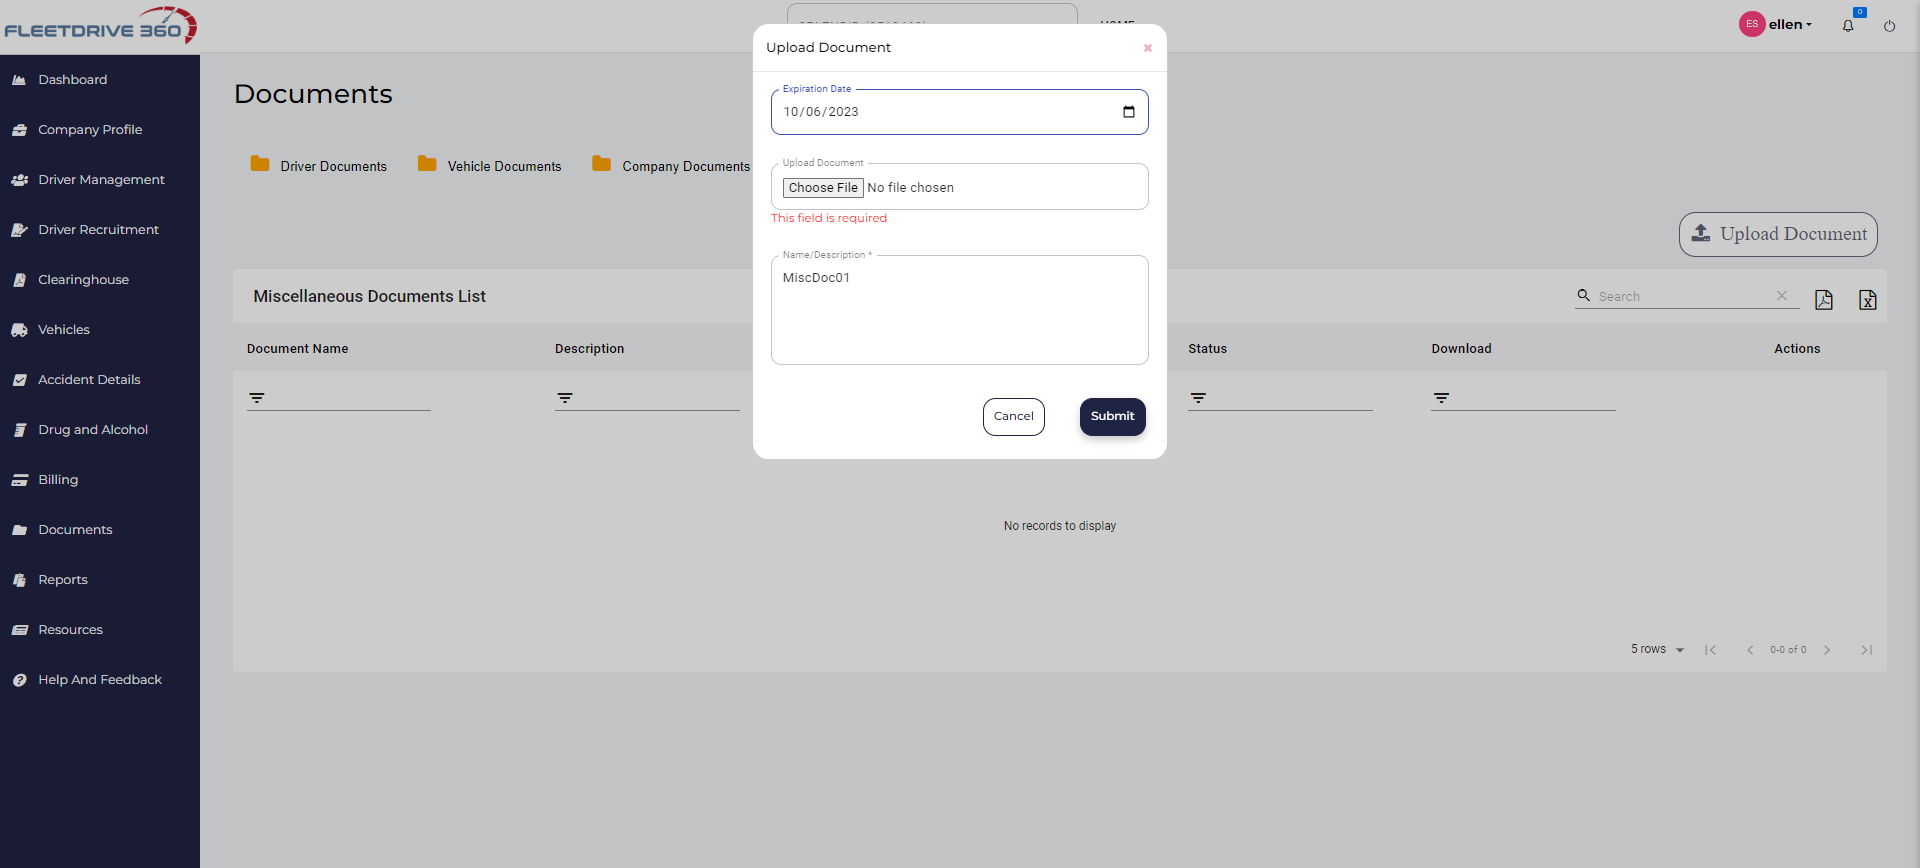 FLEETDRIVE 360
ES ellen
0
Dashboard
Company Profile
Driver Management
Driver Recruitment
Clearinghouse
Vehicles
Accident Details
Drug and Alcohol
Billing
Documents
Reports
Resources
Help And Feedback
Documents
Driver Documents Vehicle Documents Company Documents
Upload Document
Miscellaneous Documents List
Search
Document Name Description Status Download Actions
No records to display
5 rows 0-0 of 0
Upload Document
Expiration Date
10/06/2023
Upload Document
Choose File No file chosen
This field is required
Name/Description *
MiscDoc01
Cancel Submit